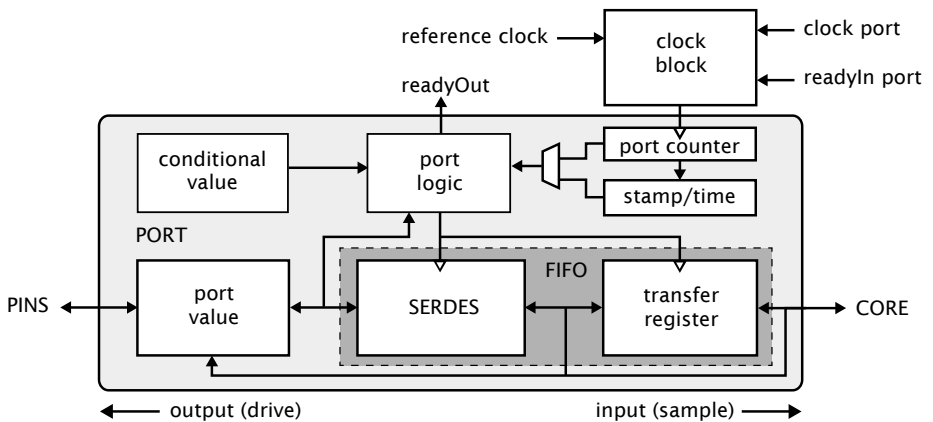 reference clock
clock
block
clock port
readyIn port
readyOut
conditional
value
port
logic
port counter
stamp/time
PORT
FIFO
PINS
port
value
SERDES
transfer
register
CORE
output (drive)
input (sample)